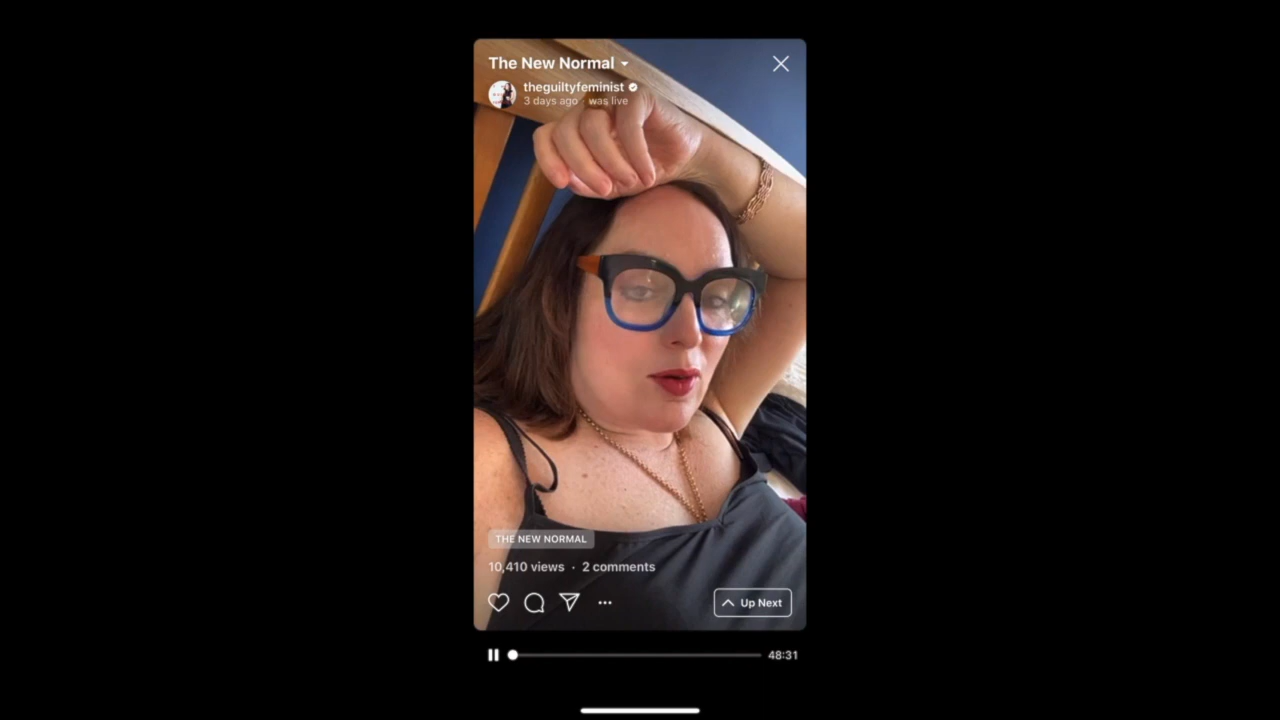 The New Normal
theguiltyfeminist
3 days ago · was live
THE NEW NORMAL
10,410 views · 2 comments
Up Next
48:31